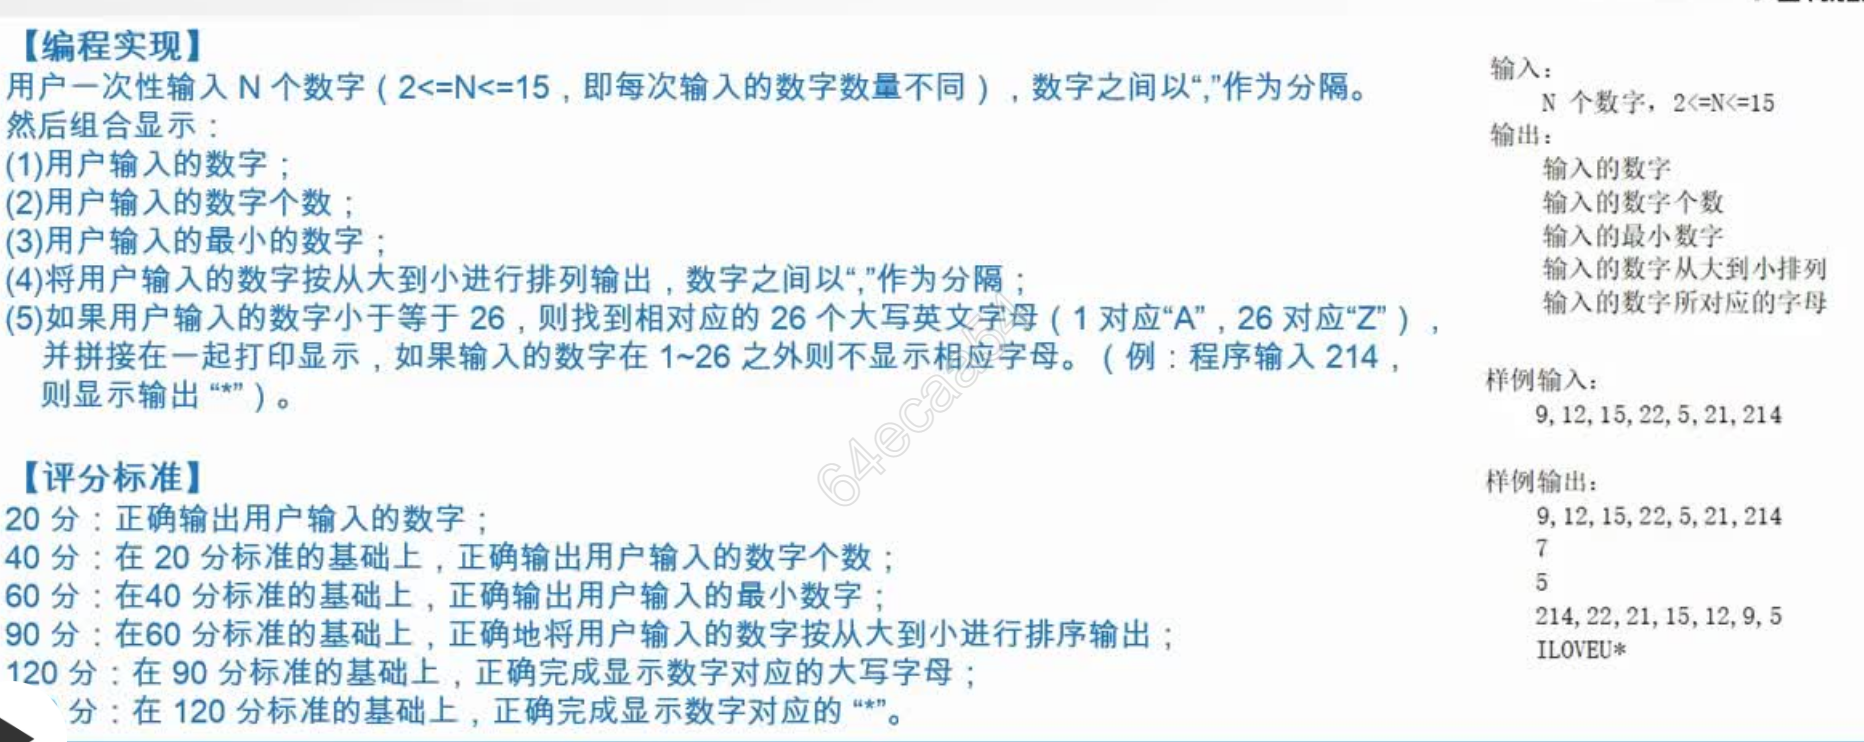 【编程实现】
用户一次性输入 N 个数字（2<=N<=15，即每次输入的数字数量不同），数字之间以“,”作为分隔。
然后组合显示：
(1)用户输入的数字；
(2)用户输入的数字个数；
(3)用户输入的最小的数字；
(4)将用户输入的数字按从大到小进行排列输出，数字之间以“,”作为分隔；
(5)如果用户输入的数字小于等于 26，则找到相对应的 26 个大写英文字母（1 对应“A”，26 对应“Z”），
并拼接在一起打印显示，如果输入的数字在 1~26 之外则不显示相应字母。（例：程序输入 214，
则显示输出 “*”）。
【评分标准】
20 分：正确输出用户输入的数字；
40 分：在 20 分标准的基础上，正确输出用户输入的数字个数；
60 分：在40 分标准的基础上，正确输出用户输入的最小数字；
90 分：在60 分标准的基础上，正确地将用户输入的数字按从大到小进行排序输出；
120 分：在 90 分标准的基础上，正确完成显示数字对应的大写字母；
分：在 120 分标准的基础上，正确完成显示数字对应的 “*”。
输入：
N 个数字，2<=N<=15
输出：
输入的数字
输入的数字个数
输入的最小数字
输入的数字从大到小排列
输入的数字所对应的字母
样例输入：
9,12,15,22,5,21,214
样例输出：
9,12,15,22,5,21,214
7
5
214,22,21,15,12,9,5
ILOVEU*